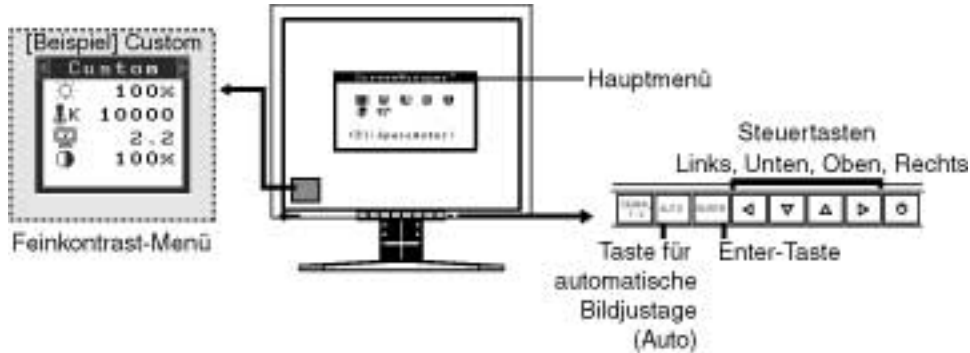 [Beispiel] Custom
Custom
100%
K 10000
2.2
100%
Feinkontrast-Menü
Hauptmenü
Steuertasten
Links, Unten, Oben, Rechts
AUTO
Taste für
automatische
Bildjustage
(Auto)
Enter-Taste